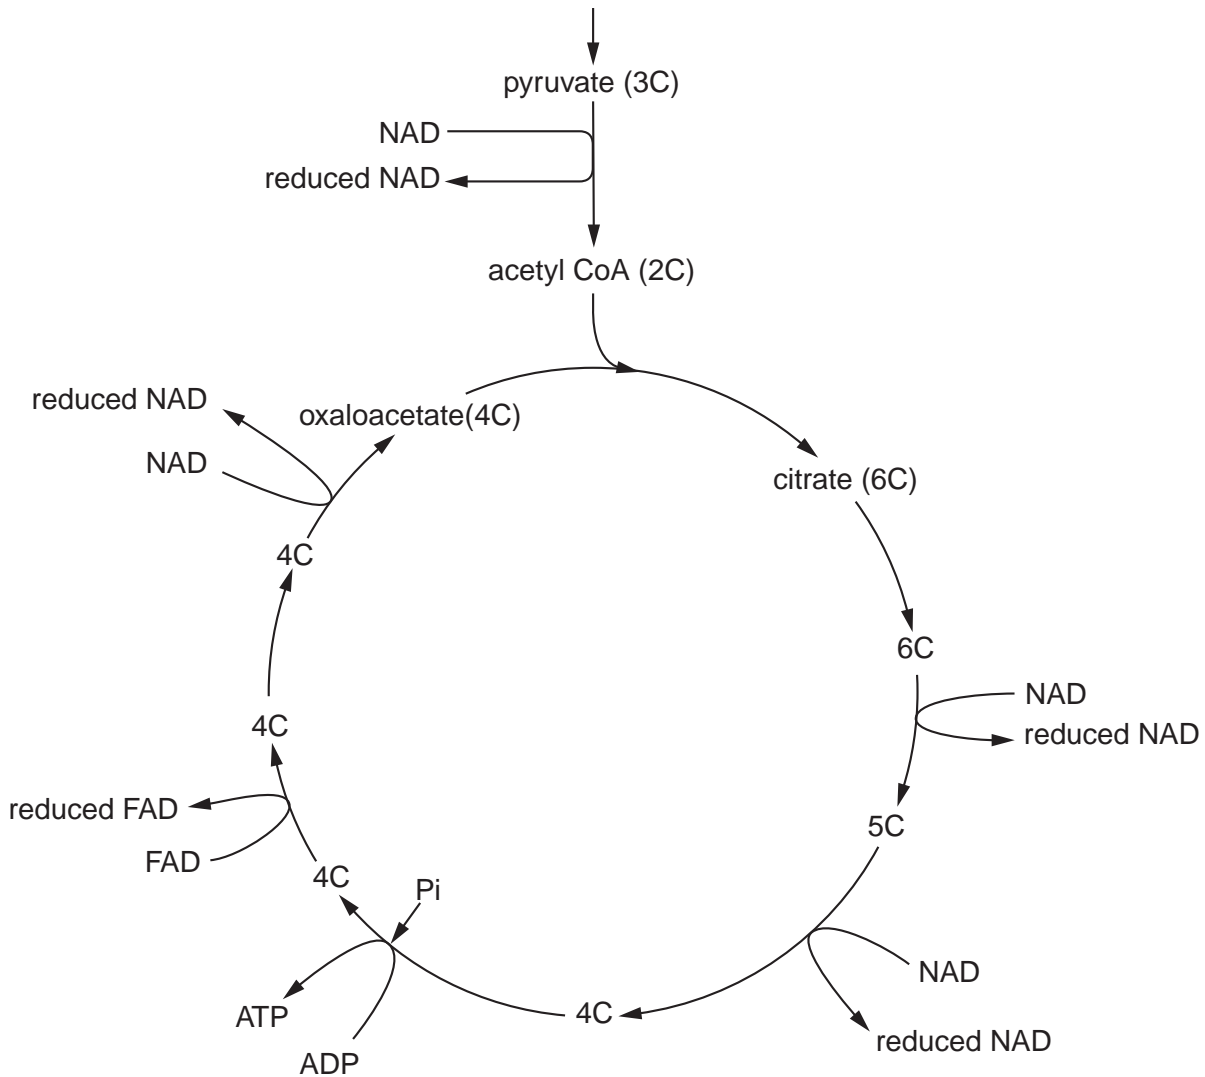 pyruvate (3C)
NAD
reduced NAD
acetyl CoA (2C)
reduced NAD
oxaloacetate(4C)
NAD
citrate (6C)
4C
6C
NAD
4C
reduced NAD
reduced FAD
5C
FAD
4C
Pi
NAD
ATP
4C
reduced NAD
ADP